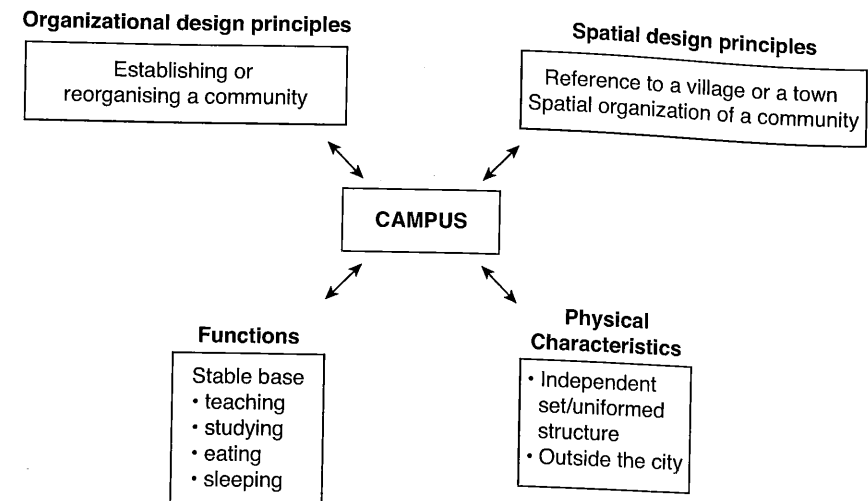 Organizational design principles
Establishing or
reorganising a community
Spatial design principles
Reference to a village or a town
Spatial organization of a community
CAMPUS
Functions
Stable base
• teaching
• studying
• eating
• sleeping
Physical
Characteristics
• Independent
set/uniformed
structure
• Outside the city